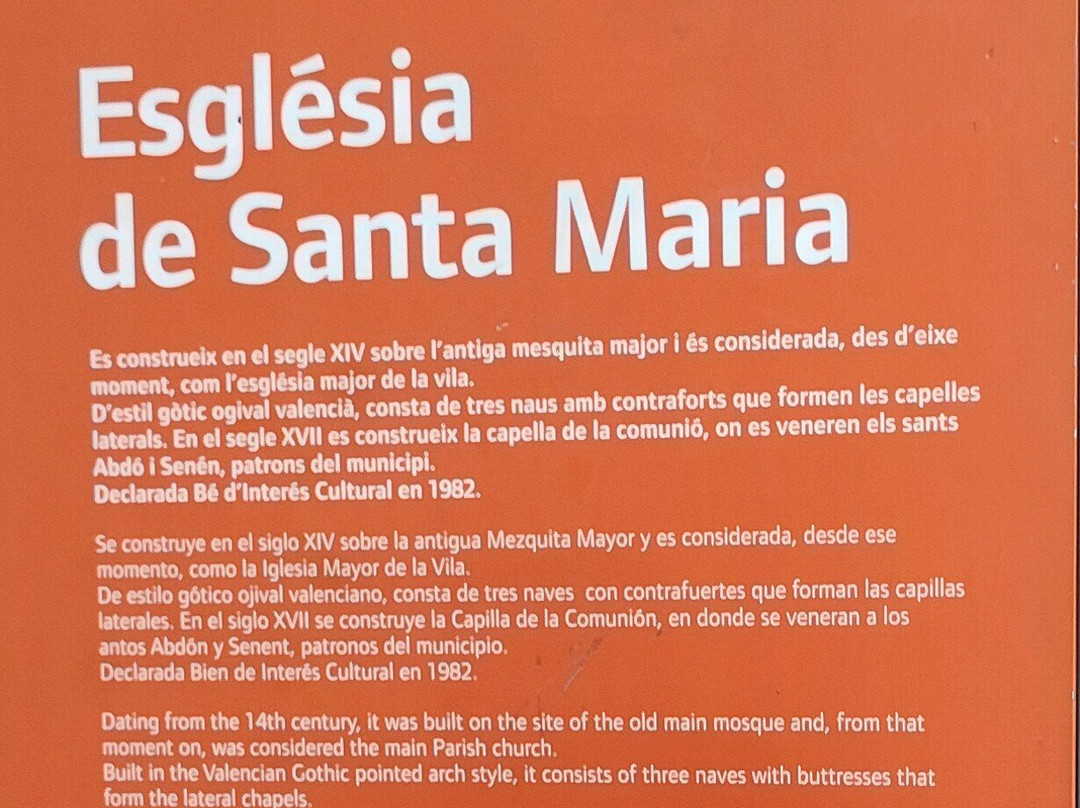 Església
de Santa Maria
Es construeix en el segle XIV sobre l'antiga mesquita major i és considerada, des d'eixe
moment, com l'església major de la vila.
D'estil gòtic ogival valencià, consta de tres naus amb contraforts que formen les capelles
laterals. En el segle XVII es construeix la capella de la comunió, on es veneren els sants
Abdó i Senén, patrons del municipi.
Declarada Bé d'Interés Cultural en 1982.
Se construye en el siglo XIV sobre la antigua Mezquita Mayor y es considerada, desde ese
momento, como la Iglesia Mayor de la Vila.
De estilo gótico ojival valenciano, consta de tres naves con contrafuertes que forman las capillas
laterales. En el siglo XVII se construye la Capilla de la Comunión, en donde se veneran a los
antos Abdón y Senent, patronos del municipio.
Declarada Bien de Interés Cultural en 1982.
Dating from the 14th century, it was built on the site of the old main mosque and, from that
moment on, was considered the main Parish church.
Built in the Valencian Gothic pointed arch style, it consists of three naves with buttresses that
form the lateral chapels.